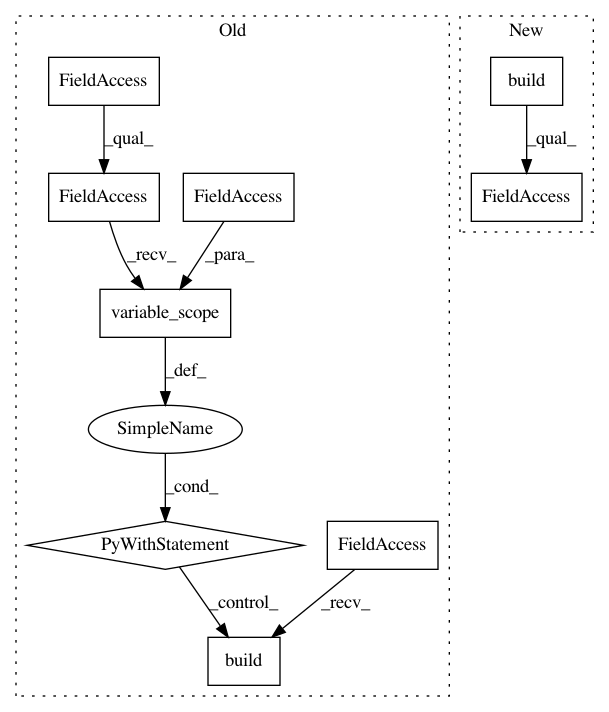 Old
New
FieldAccess
build
_qual_
_qual_
FieldAccess
FieldAccess
FieldAccess
_recv_
_para_
variable_scope
_def_
SimpleName
_cond_
PyWithStatement
FieldAccess
_control_
_recv_
build